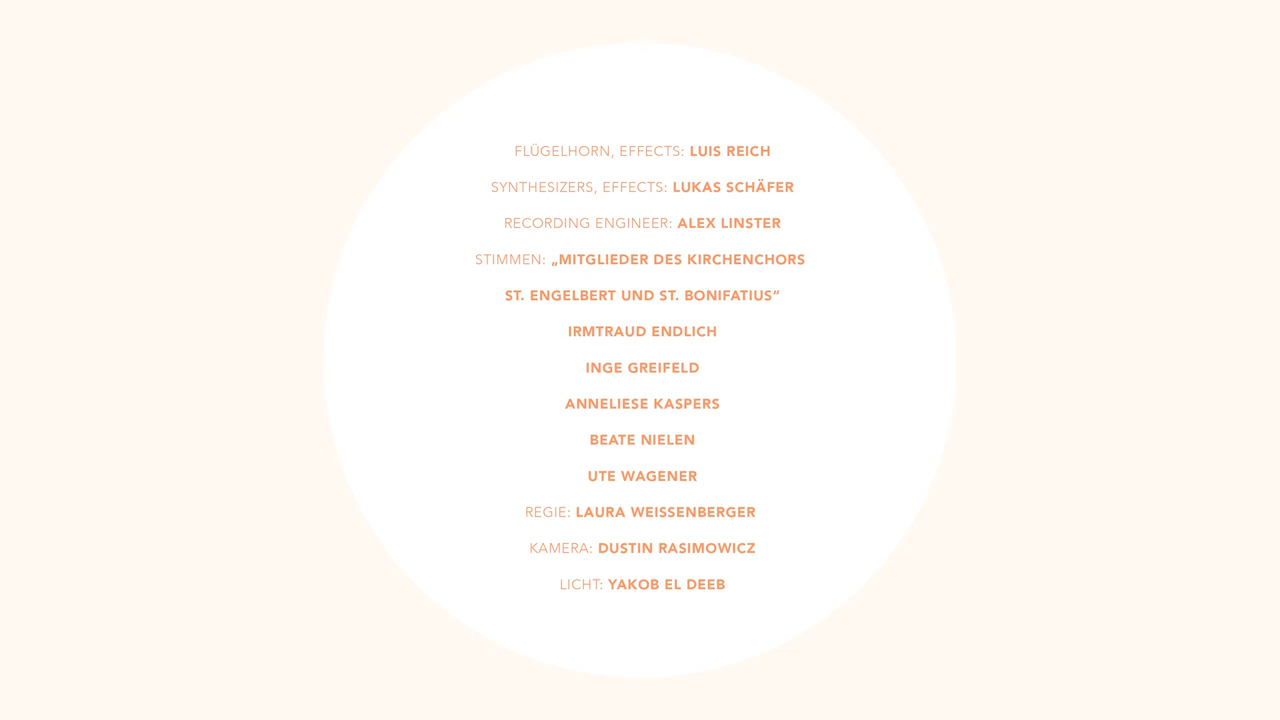 FLÜGELHORN, EFFECTS: LUIS REICH
SYNTHESIZERS, EFFECTS: LUKAS SCHÄFER
RECORDING ENGINEER: ALEX LINSTER
STIMMEN: „MITGLIEDER DES KIRCHENCHORS
ST. ENGELBERT UND ST. BONIFATIUS“
IRMTRAUD ENDLICH
INGE GREIFELD
ANNELIESE KASPERS
BEATE NIELEN
UTE WAGENER
REGIE: LAURA WEISSENBERGER
KAMERA: DUSTIN RASIMOWICZ
LICHT: YAKOB EL DEEB